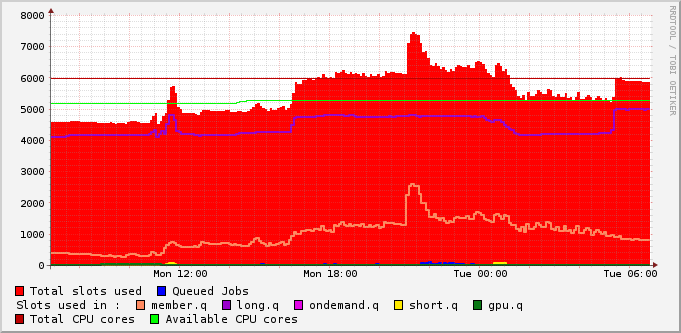 8000
7000
6000
5000
4000
3000
2000
1000
0
Mon 12:00 Mon 18:00 Tue 00:00 Tue 06:00
Total slots used Queued Jobs
Slots used in : member.q long.q ondemand.q short.q gpu.q
Total CPU cores Available CPU cores
RRDTOOL / TOBI OETIKER